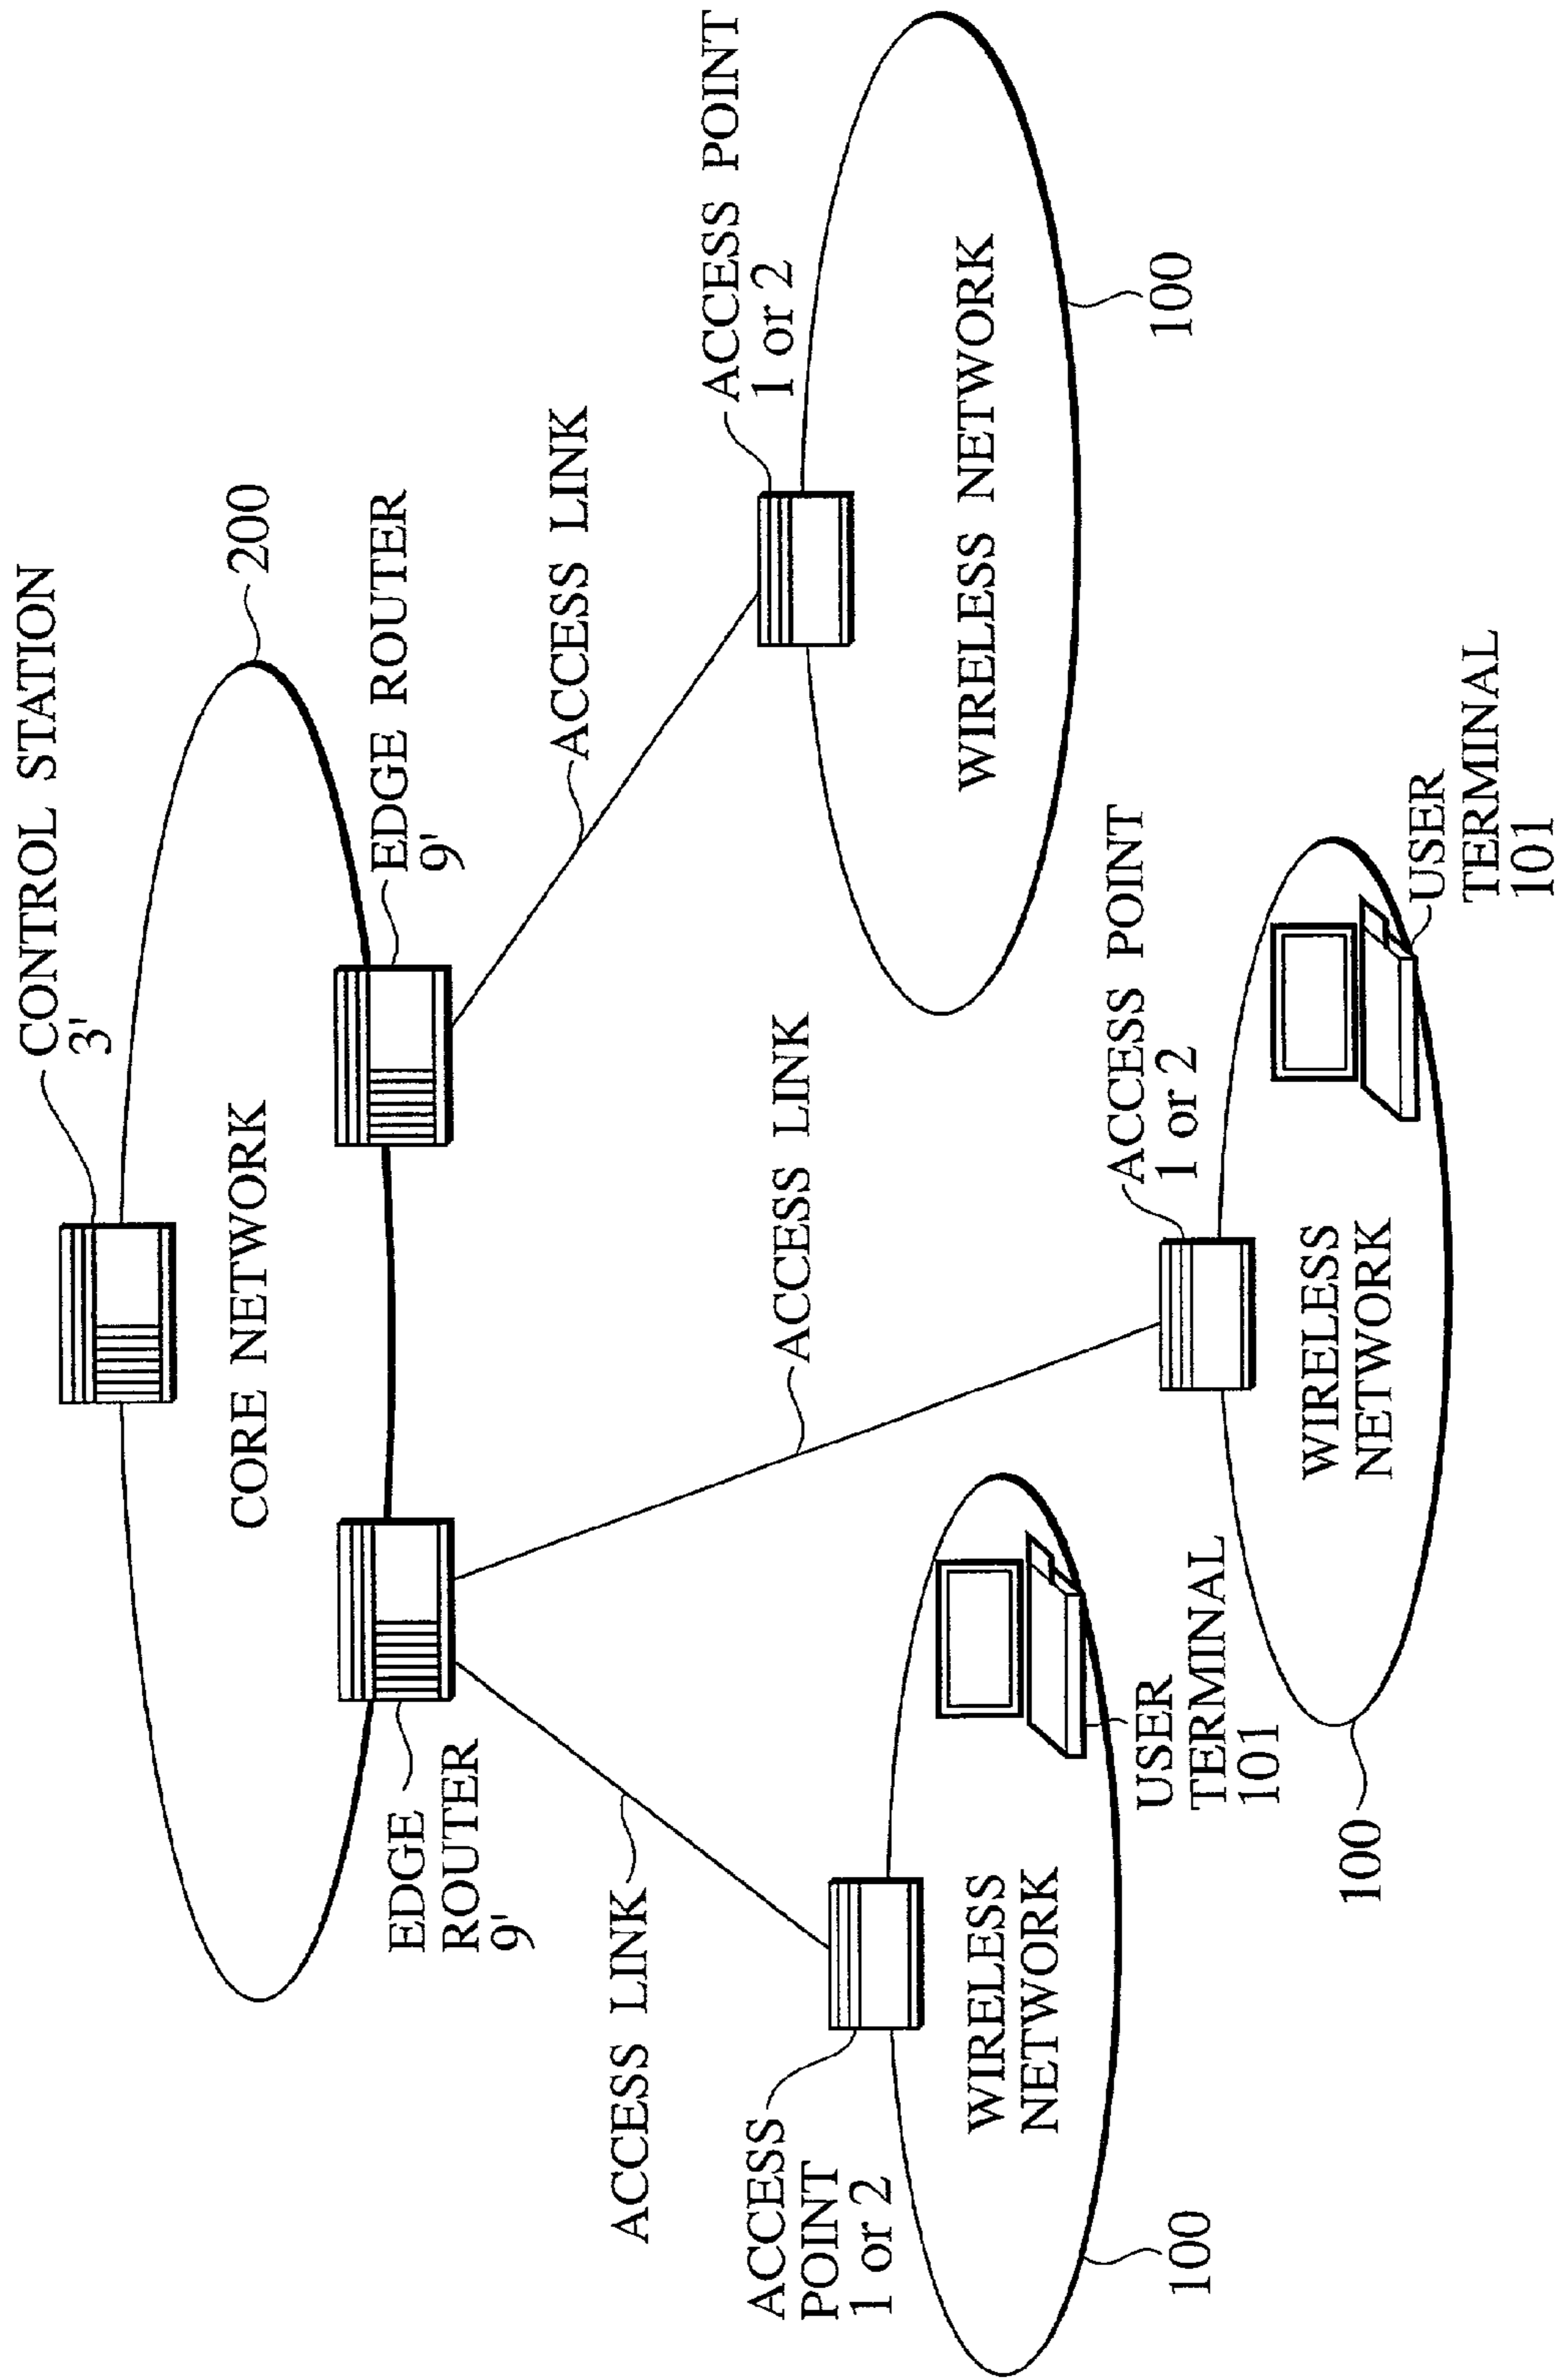 CONTROL STATION
3'
200
CORE NETWORK
EDGE
ROUTER
9'
EDGE ROUTER
9'
ACCESS LINK
ACCESS LINK
ACCESS LINK
ACCESS
POINT
1 or 2
WIRELESS
NETWORK
USER
TERMINAL
101
100
ACCESS POINT
1 or 2
WIRELESS
NETWORK
USER
TERMINAL
101
100
ACCESS POINT
1 or 2
WIRELESS NETWORK
100